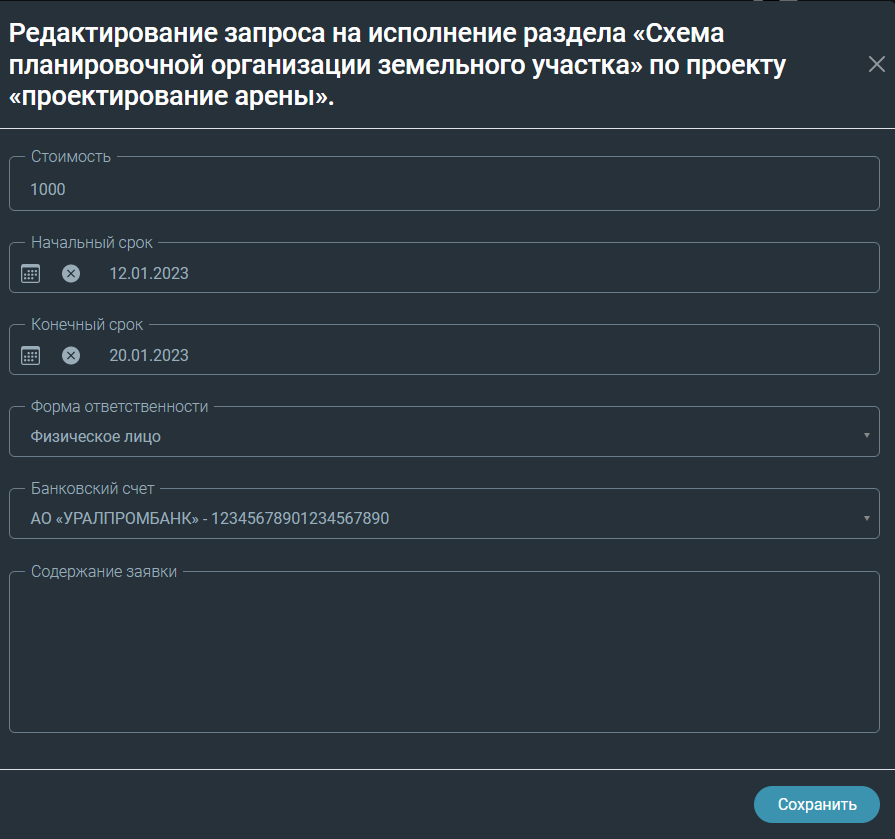 Редактирование запроса на исполнение раздела «Схема
планировочной организации земельного участка» по проекту
«проектирование арены».
Стоимость
1000
Начальный срок
12.01.2023
Конечный срок
20.01.2023
Форма ответственности
Физическое лицо
Банковский счет
АО «УРАЛПРОМБАНК» - 12345678901234567890
Содержание заявки
Сохранить